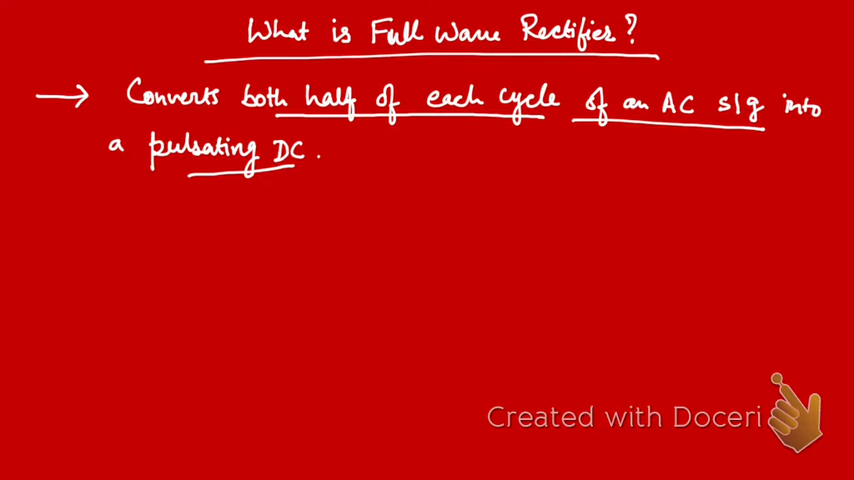 What is Full Wave Rectifier?
→ Converts both half of each cycle of an AC sig into
a pulsating DC.
Created with Doceri